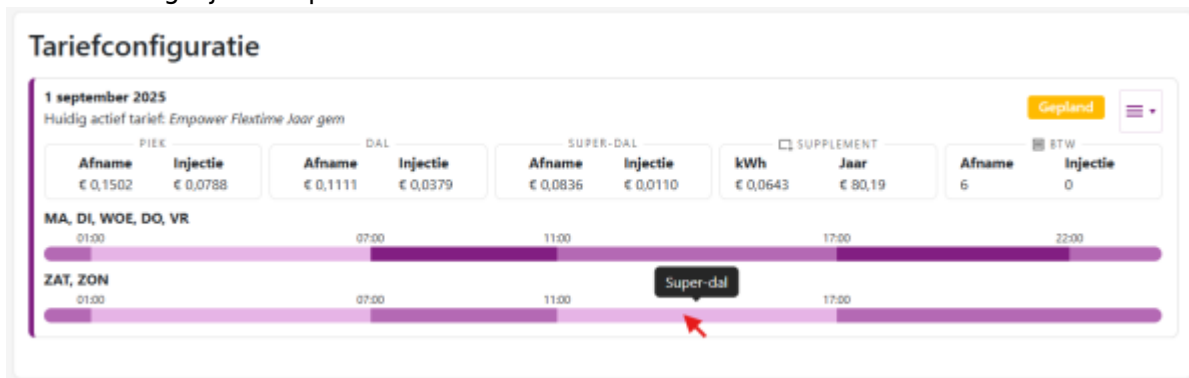 Tariefconfiguratie
1 september 2025
Huidig actief tarief: Empower Flextime Jaar gem
Gepland
PIEK
Afname Injectie
€ 0,1502 € 0,0788
DAL
Afname Injectie
€ 0,1111 € 0,0379
SUPER-DAL
Afname Injectie
€ 0,0836 € 0,0110
SUPPLEMENT
kWh Jaar
€ 0,0643 € 80,19
BTW
Afname Injectie
6 0
MA, DI, WOE, DO, VR
01:00 07:00 11:00 17:00 22:00
ZAT, ZON
Super-dal
01:00 07:00 11:00 17:00